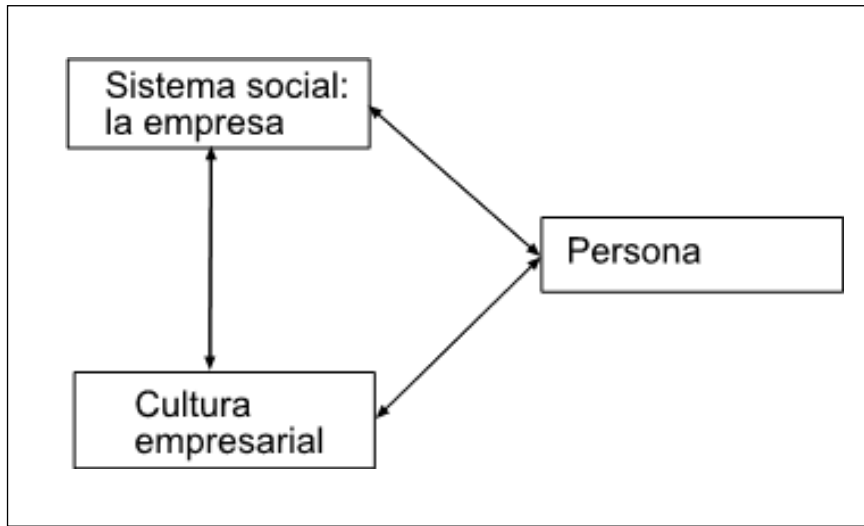 Sistema social:
la empresa
Persona
Cultura
empresarial